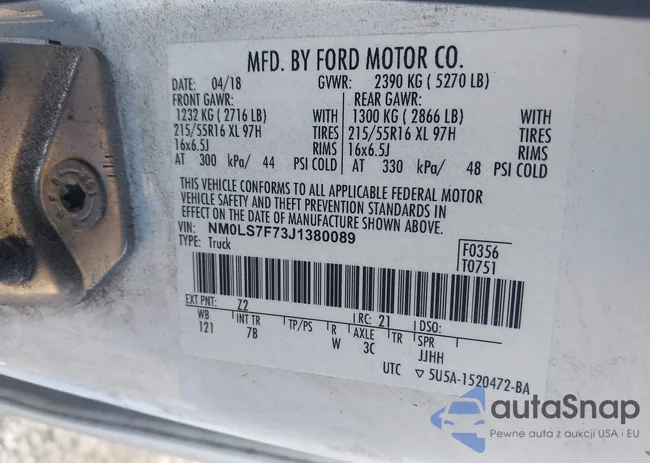 MFD. BY FORD MOTOR CO.
DATE: 04/18 GVWR: 2390 KG ( 5270 LB)
FRONT GAWR: REAR GAWR:
1232 KG ( 2716 LB) WITH 1300 KG ( 2866 LB) WITH
215/55R16 XL 97H TIRES 215/55R16 XL 97H TIRES
16x6.5J RIMS 16x6.5J RIMS
AT 300 kPa/ 44 PSI COLD AT 330 kPa/ 48 PSI COLD
THIS VEHICLE CONFORMS TO ALL APPLICABLE FEDERAL MOTOR
VEHICLE SAFETY AND THEFT PREVENTION STANDARDS IN
EFFECT ON THE DATE OF MANUFACTURE SHOWN ABOVE.
VIN: NM0LS7F73J1380089
TYPE: Truck
F0356
T0751
EXT PNT: Z2 RC: 21 DSO:
WB INT TR TP/PS R AXLE TR SPR
121 7B W 3C JJHH
UTC ▽ 5U5A-1520472-BA
autoSnap
Pewne auta z aukcji USA i EU